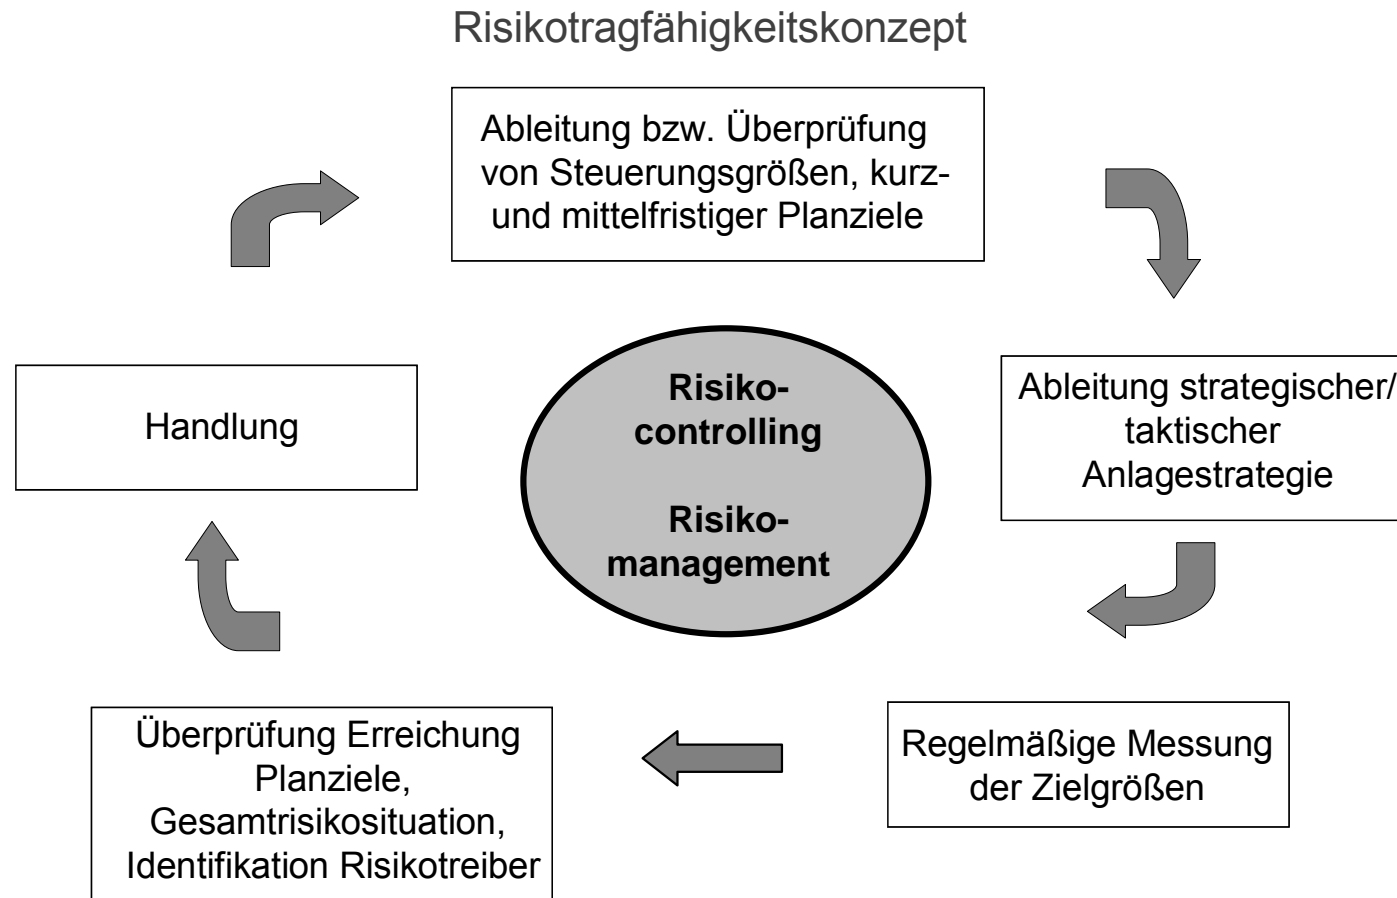 Risikotragfähigkeitskonzept
Ableitung bzw. Überprüfung
von Steuerungsgrößen, kurz-
und mittelfristiger Planziele
Handlung
Risiko-
controlling
Risiko-
management
Ableitung strategischer/
taktischer
Anlagestrategie
Überprüfung Erreichung
Planziele,
Gesamtrisikosituation,
Identifikation Risikotreiber
Regelmäßige Messung
der Zielgrößen